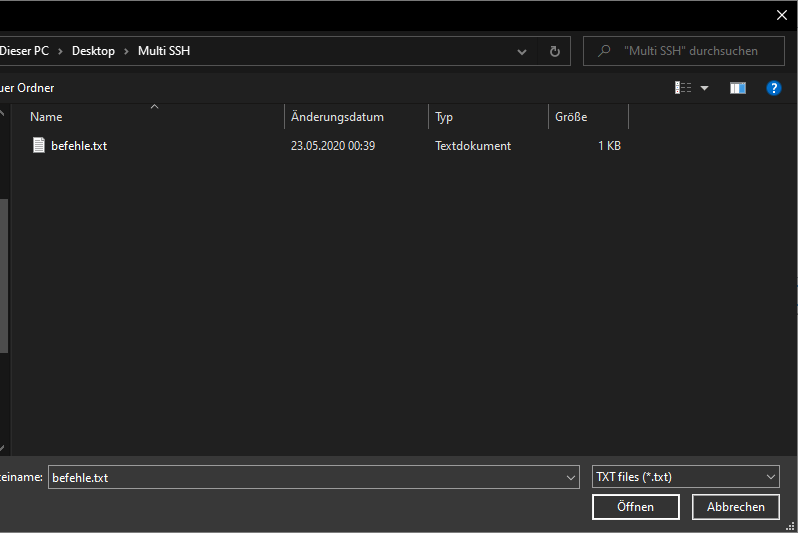 Dieser PC > Desktop > Multi SSH "Multi SSH" durchsuchen
uer Ordner ?
Name Änderungsdatum Typ Größe
befehle.txt 23.05.2020 00:39 Textdokument 1 KB
einame: befehle.txt TXT files (*.txt)
Öffnen Abbrechen